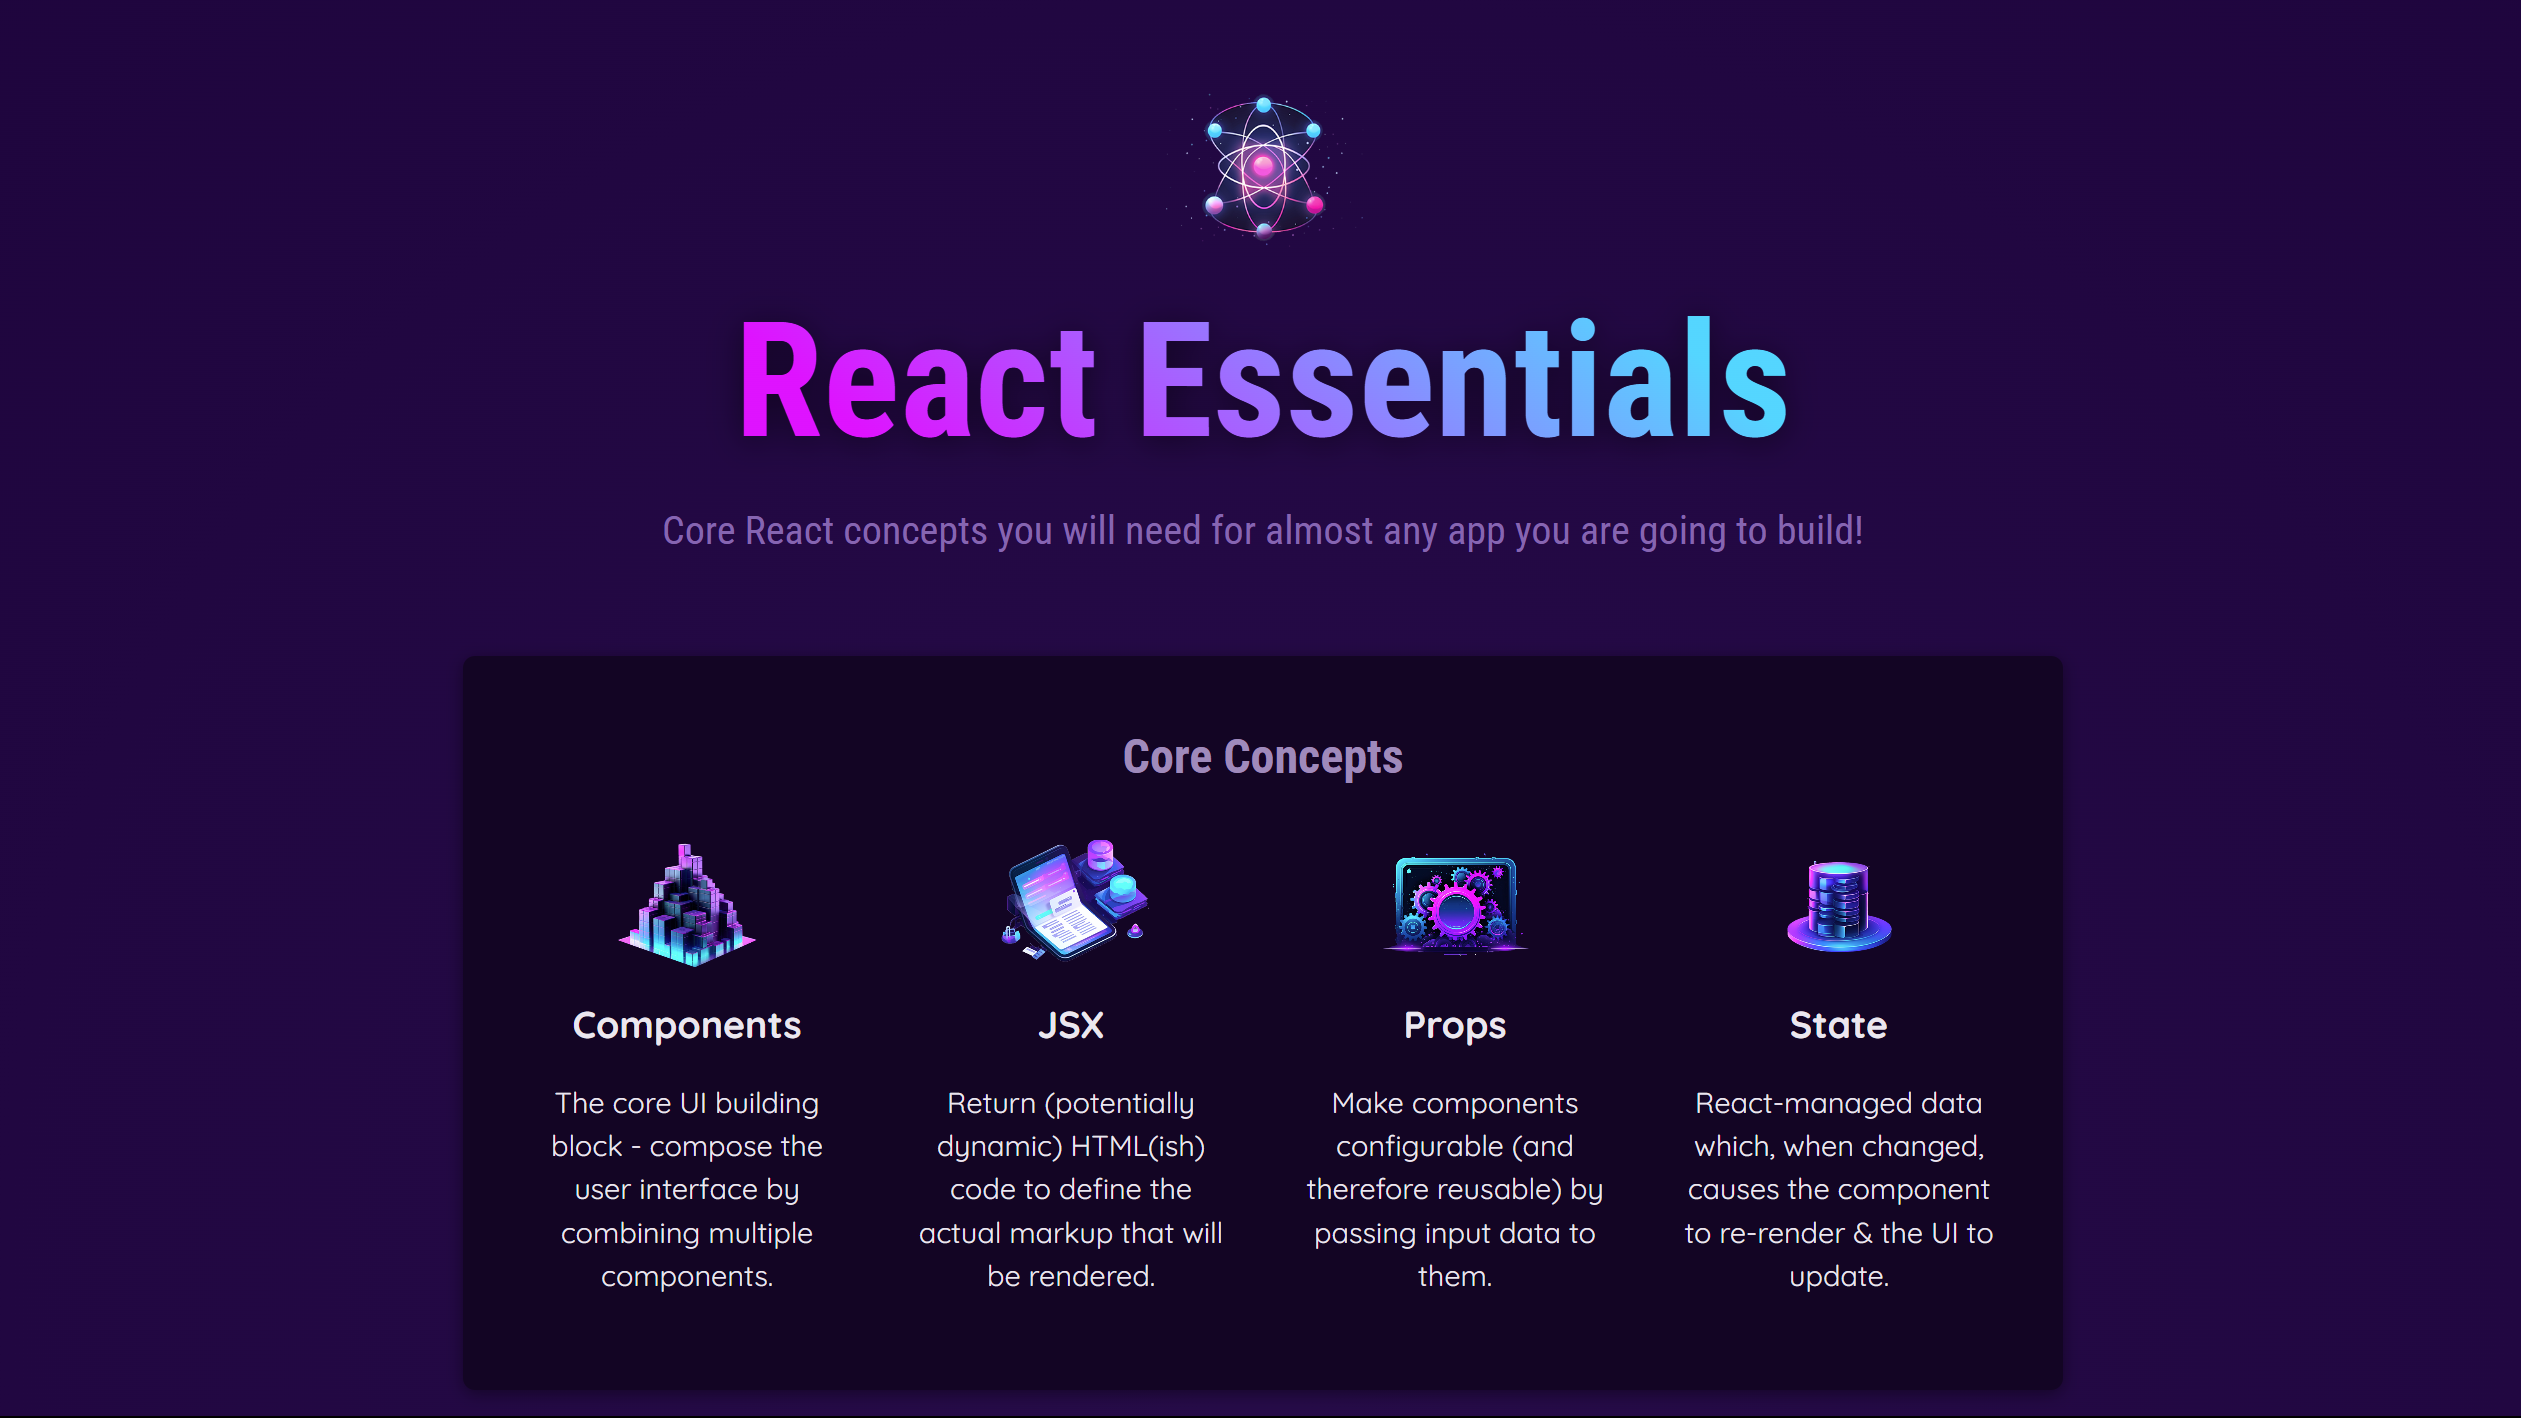 React Essentials
Core React concepts you will need for almost any app you are going to build!
Core Concepts
Components
The core UI building
block - compose the
user interface by
combining multiple
components.
JSX
Return (potentially
dynamic) HTML(ish)
code to define the
actual markup that will
be rendered.
Props
Make components
configurable (and
therefore reusable) by
passing input data to
them.
State
React-managed data
which, when changed,
causes the component
to re-render & the UI to
update.